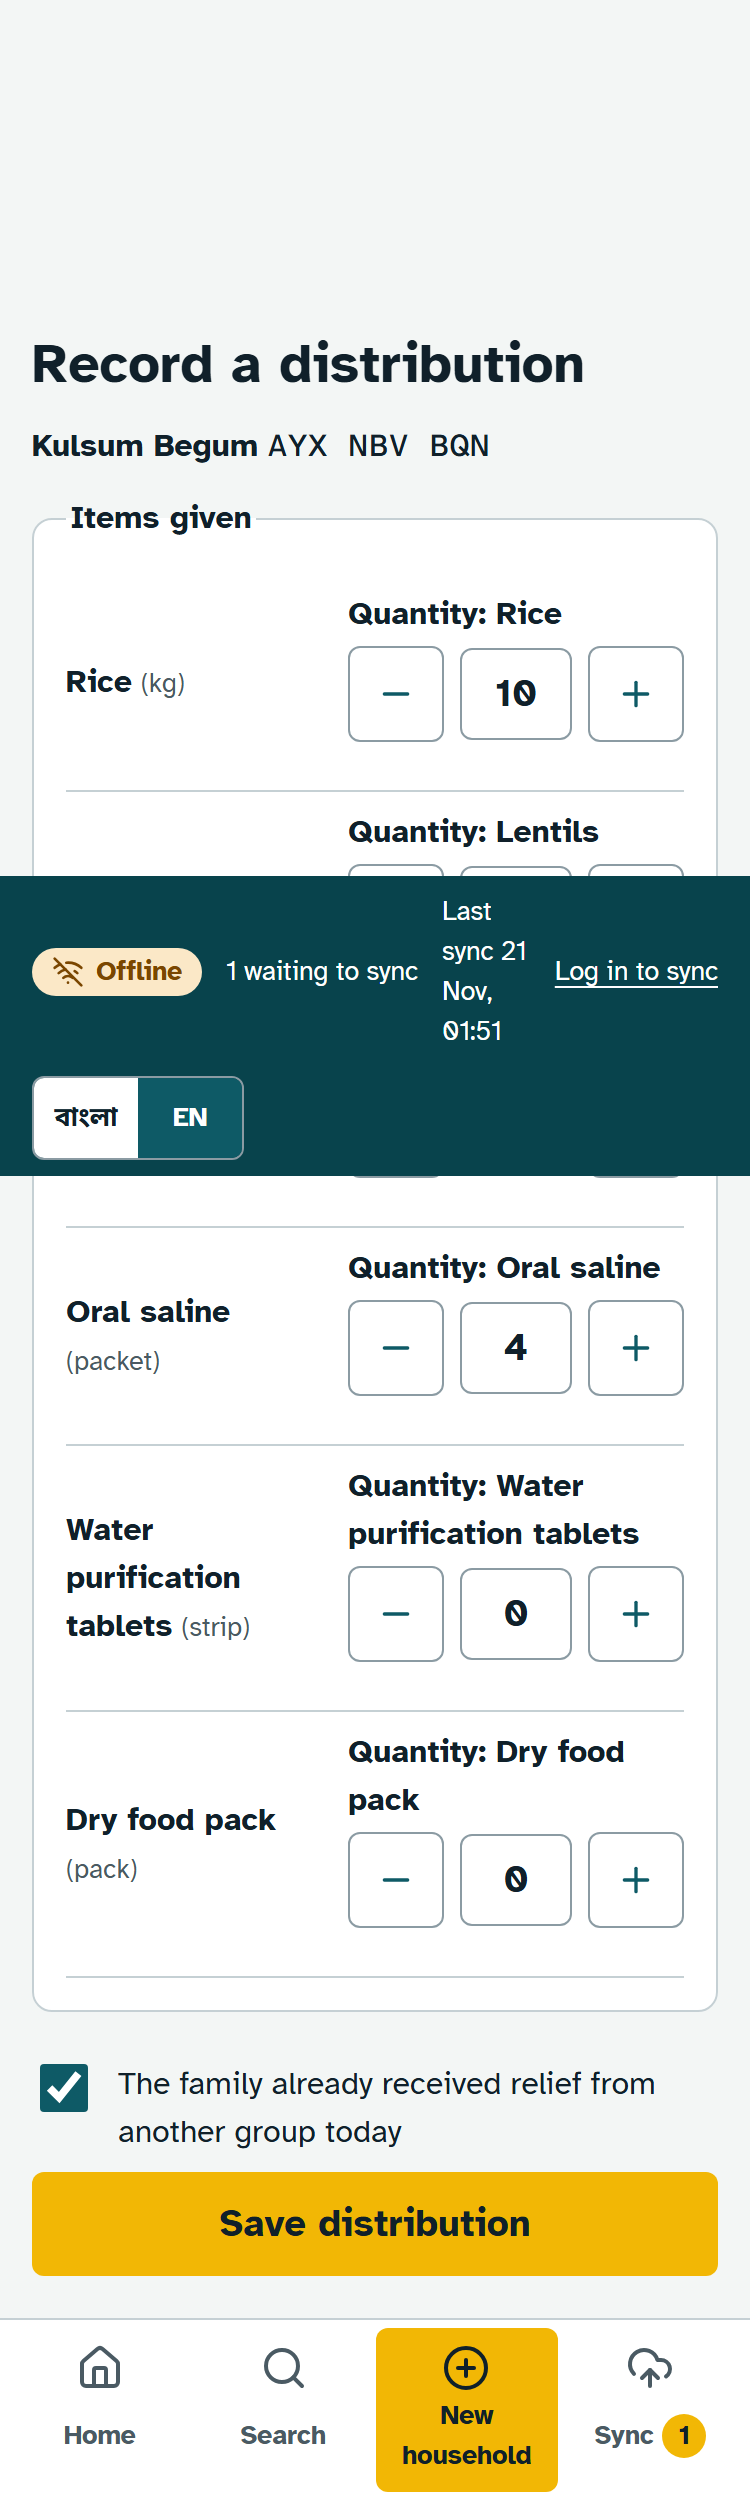 Record a distribution
Kulsum Begum AYX NBV BQN
Items given
Quantity: Rice
Rice (kg)
10
Quantity: Lentils
Offline
1 waiting to sync
Last
sync 21
Nov,
01:51
Log in to sync
বাংলা
EN
Quantity: Oral saline
Oral saline
(packet)
4
Quantity: Water
purification tablets
Water
purification
tablets (strip)
0
Quantity: Dry food
pack
Dry food pack
(pack)
0
The family already received relief from
another group today
Save distribution
Home
Search
New
household
Sync 1